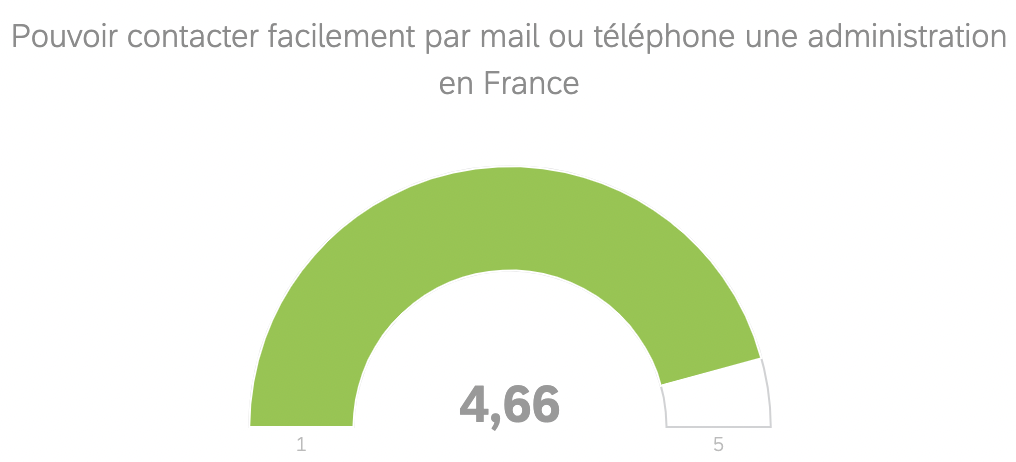 Pouvoir contacter facilement par mail ou téléphone une administration
en France
4,66
1
5